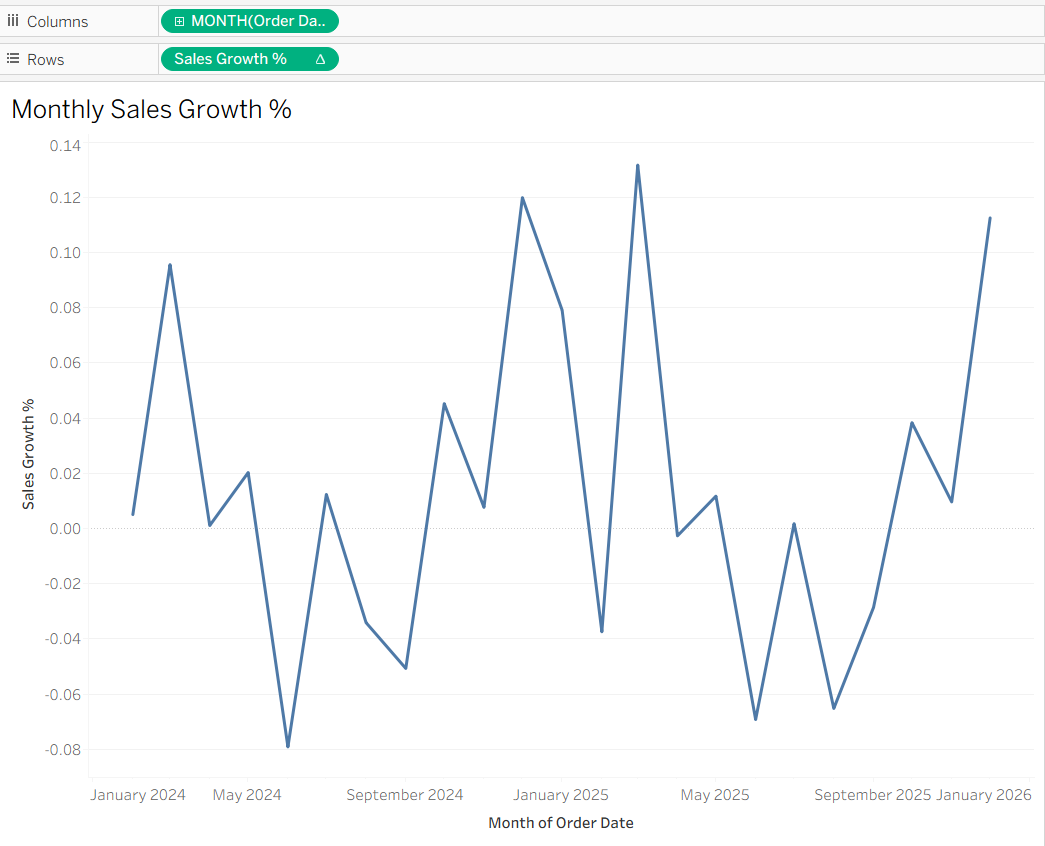 Columns MONTH(Order Da..
Rows Sales Growth % Δ
Monthly Sales Growth %
0.14
0.12
0.10
0.08
0.06
0.04
0.02
0.00
-0.02
-0.04
-0.06
-0.08
Sales Growth %
January 2024 May 2024 September 2024 January 2025 May 2025 September 2025 January 2026
Month of Order Date